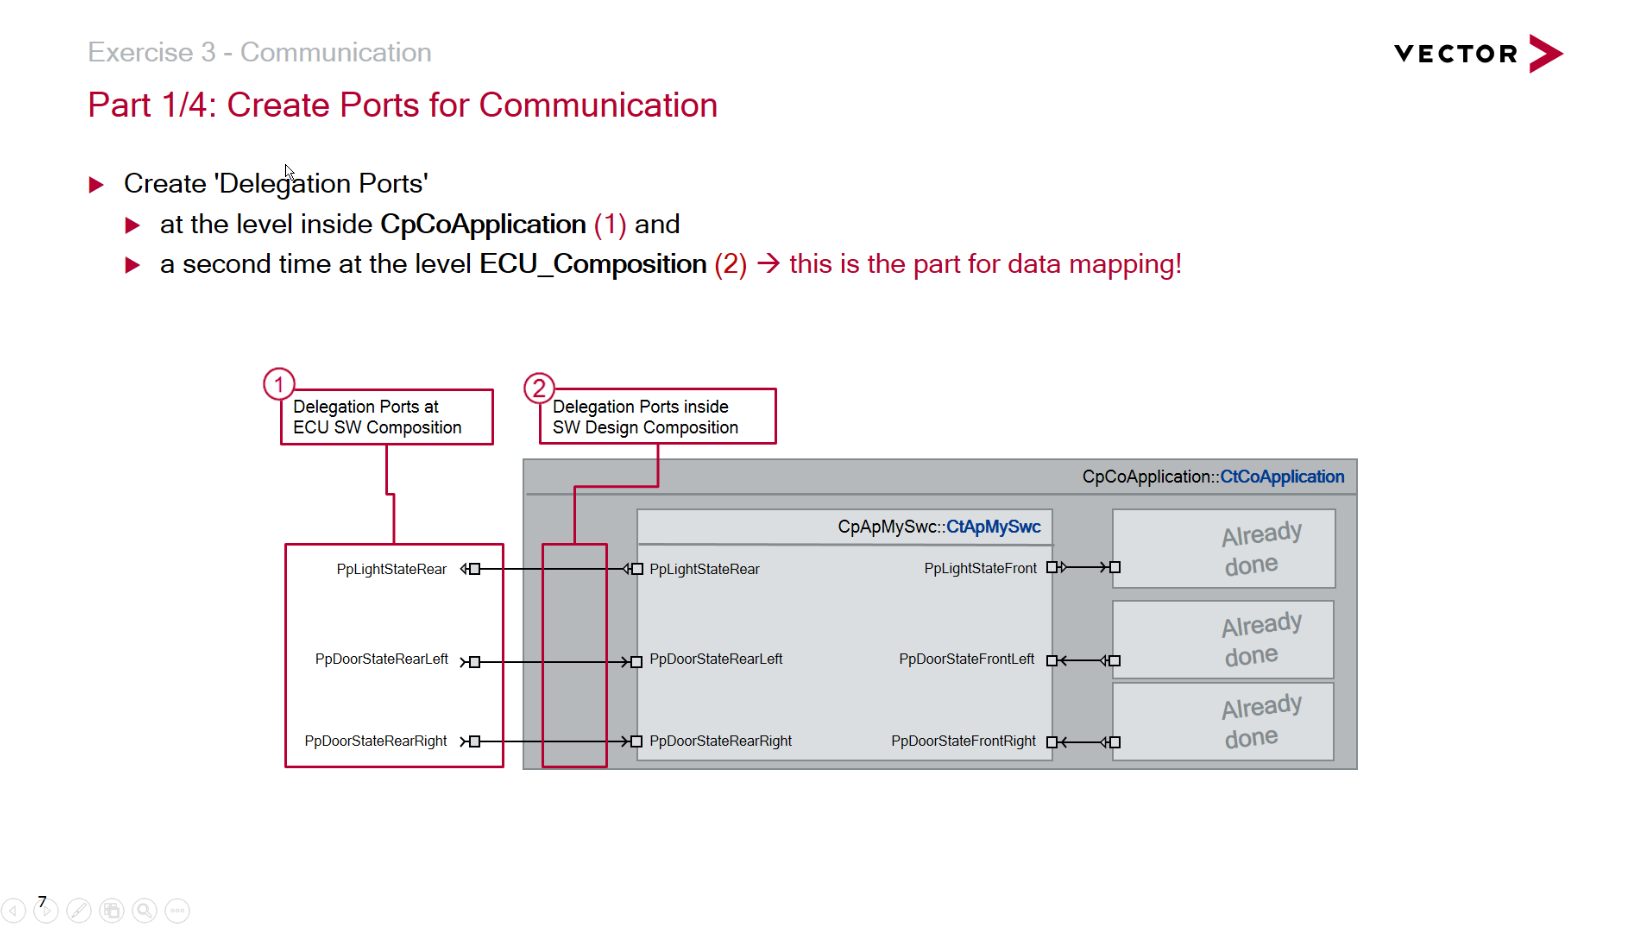 Exercise 3 - Communication
VECTOR
Part 1/4: Create Ports for Communication
Create 'Delegation Ports'
at the level inside CpCoApplication (1) and
a second time at the level ECU_Composition (2) → this is the part for data mapping!
1
Delegation Ports at
ECU SW Composition
2
Delegation Ports inside
SW Design Composition
CpCoApplication::CtCoApplication
CpApMySwc::CtApMySwc
Already
done
PpLightStateRear
PpLightStateRear
PpLightStateFront
Already
done
PpDoorStateRearLeft
PpDoorStateRearLeft
PpDoorStateFrontLeft
Already
done
PpDoorStateRearRight
PpDoorStateRearRight
PpDoorStateFrontRight
7